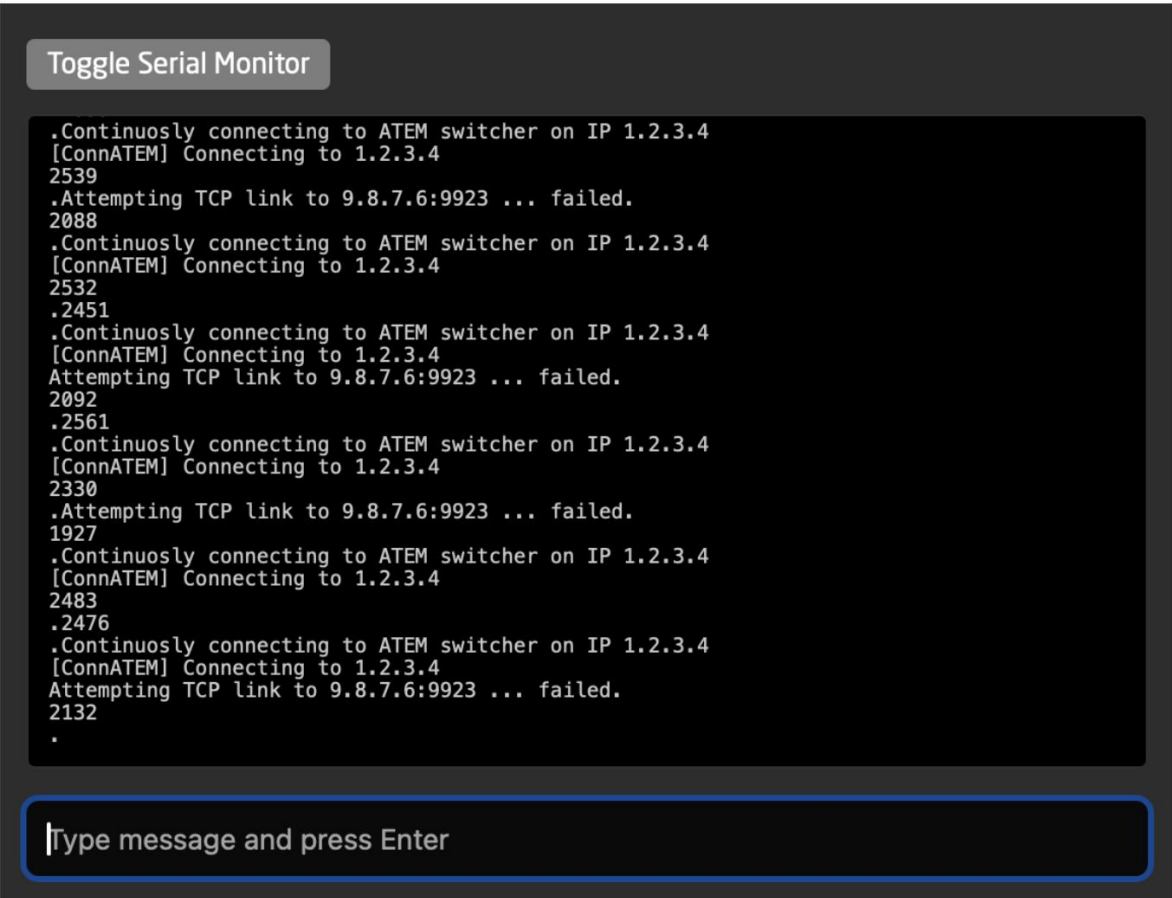 Toggle Serial Monitor
.Continuosly connecting to ATEM switcher on IP 1.2.3.4
[ConnATEM] Connecting to 1.2.3.4
2539
.Attempting TCP link to 9.8.7.6:9923 ... failed.
2088
.Continuosly connecting to ATEM switcher on IP 1.2.3.4
[ConnATEM] Connecting to 1.2.3.4
2532
.2451
.Continuosly connecting to ATEM switcher on IP 1.2.3.4
[ConnATEM] Connecting to 1.2.3.4
Attempting TCP link to 9.8.7.6:9923 ... failed.
2092
.2561
.Continuosly connecting to ATEM switcher on IP 1.2.3.4
[ConnATEM] Connecting to 1.2.3.4
2330
.Attempting TCP link to 9.8.7.6:9923 ... failed.
1927
.Continuosly connecting to ATEM switcher on IP 1.2.3.4
[ConnATEM] Connecting to 1.2.3.4
2483
.2476
.Continuosly connecting to ATEM switcher on IP 1.2.3.4
[ConnATEM] Connecting to 1.2.3.4
Attempting TCP link to 9.8.7.6:9923 ... failed.
2132
.
Type message and press Enter